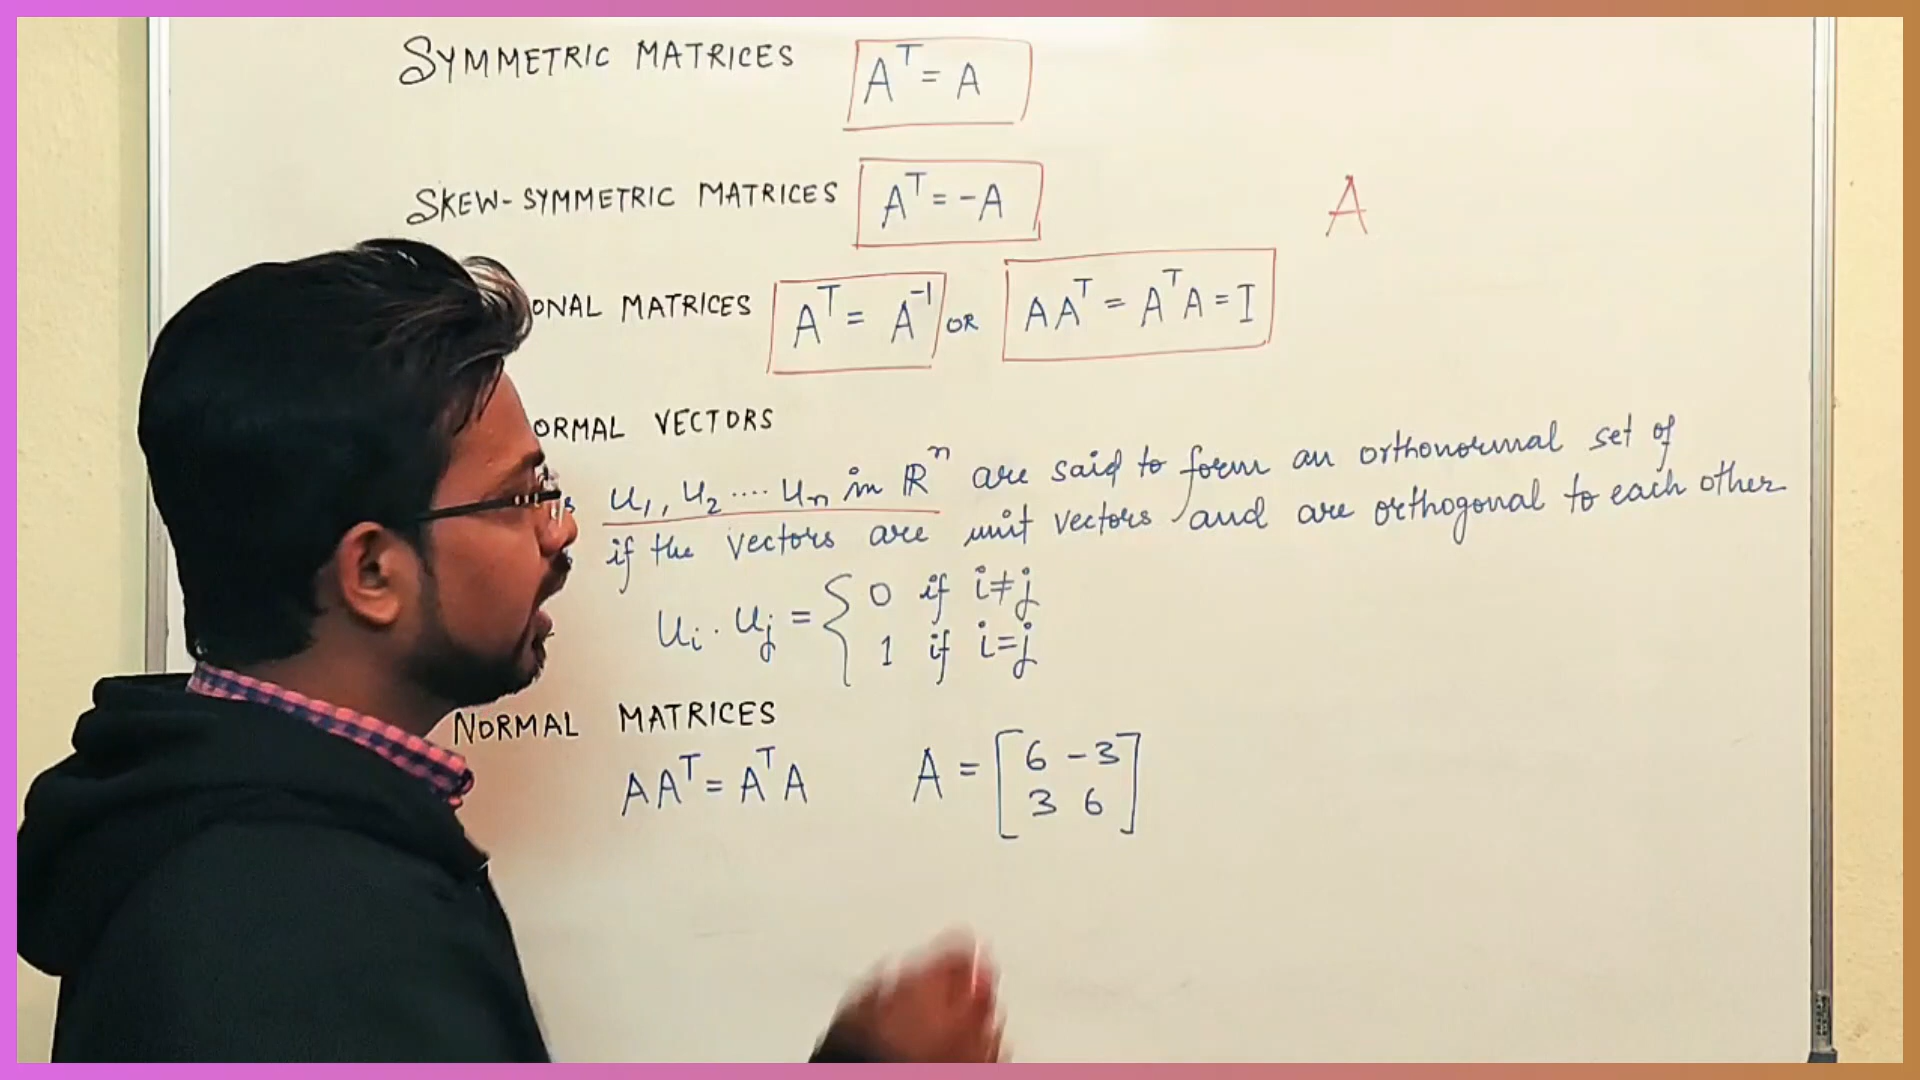 SYMMETRIC MATRICES Aᵀ = A
SKEW-SYMMETRIC MATRICES Aᵀ = -A
A
ONAL MATRICES Aᵀ = A⁻¹ OR AAᵀ = AᵀA = I
ORMAL VECTORS
u₁, u₂ .... uₙ in ℝⁿ are said to form an orthonormal set of
if the vectors are unit vectors and are orthogonal to each other
uᵢ . uⱼ = { 0 if i≠j
1 if i=j
NORMAL MATRICES
AAᵀ = AᵀA A = [6 -3
3 6]